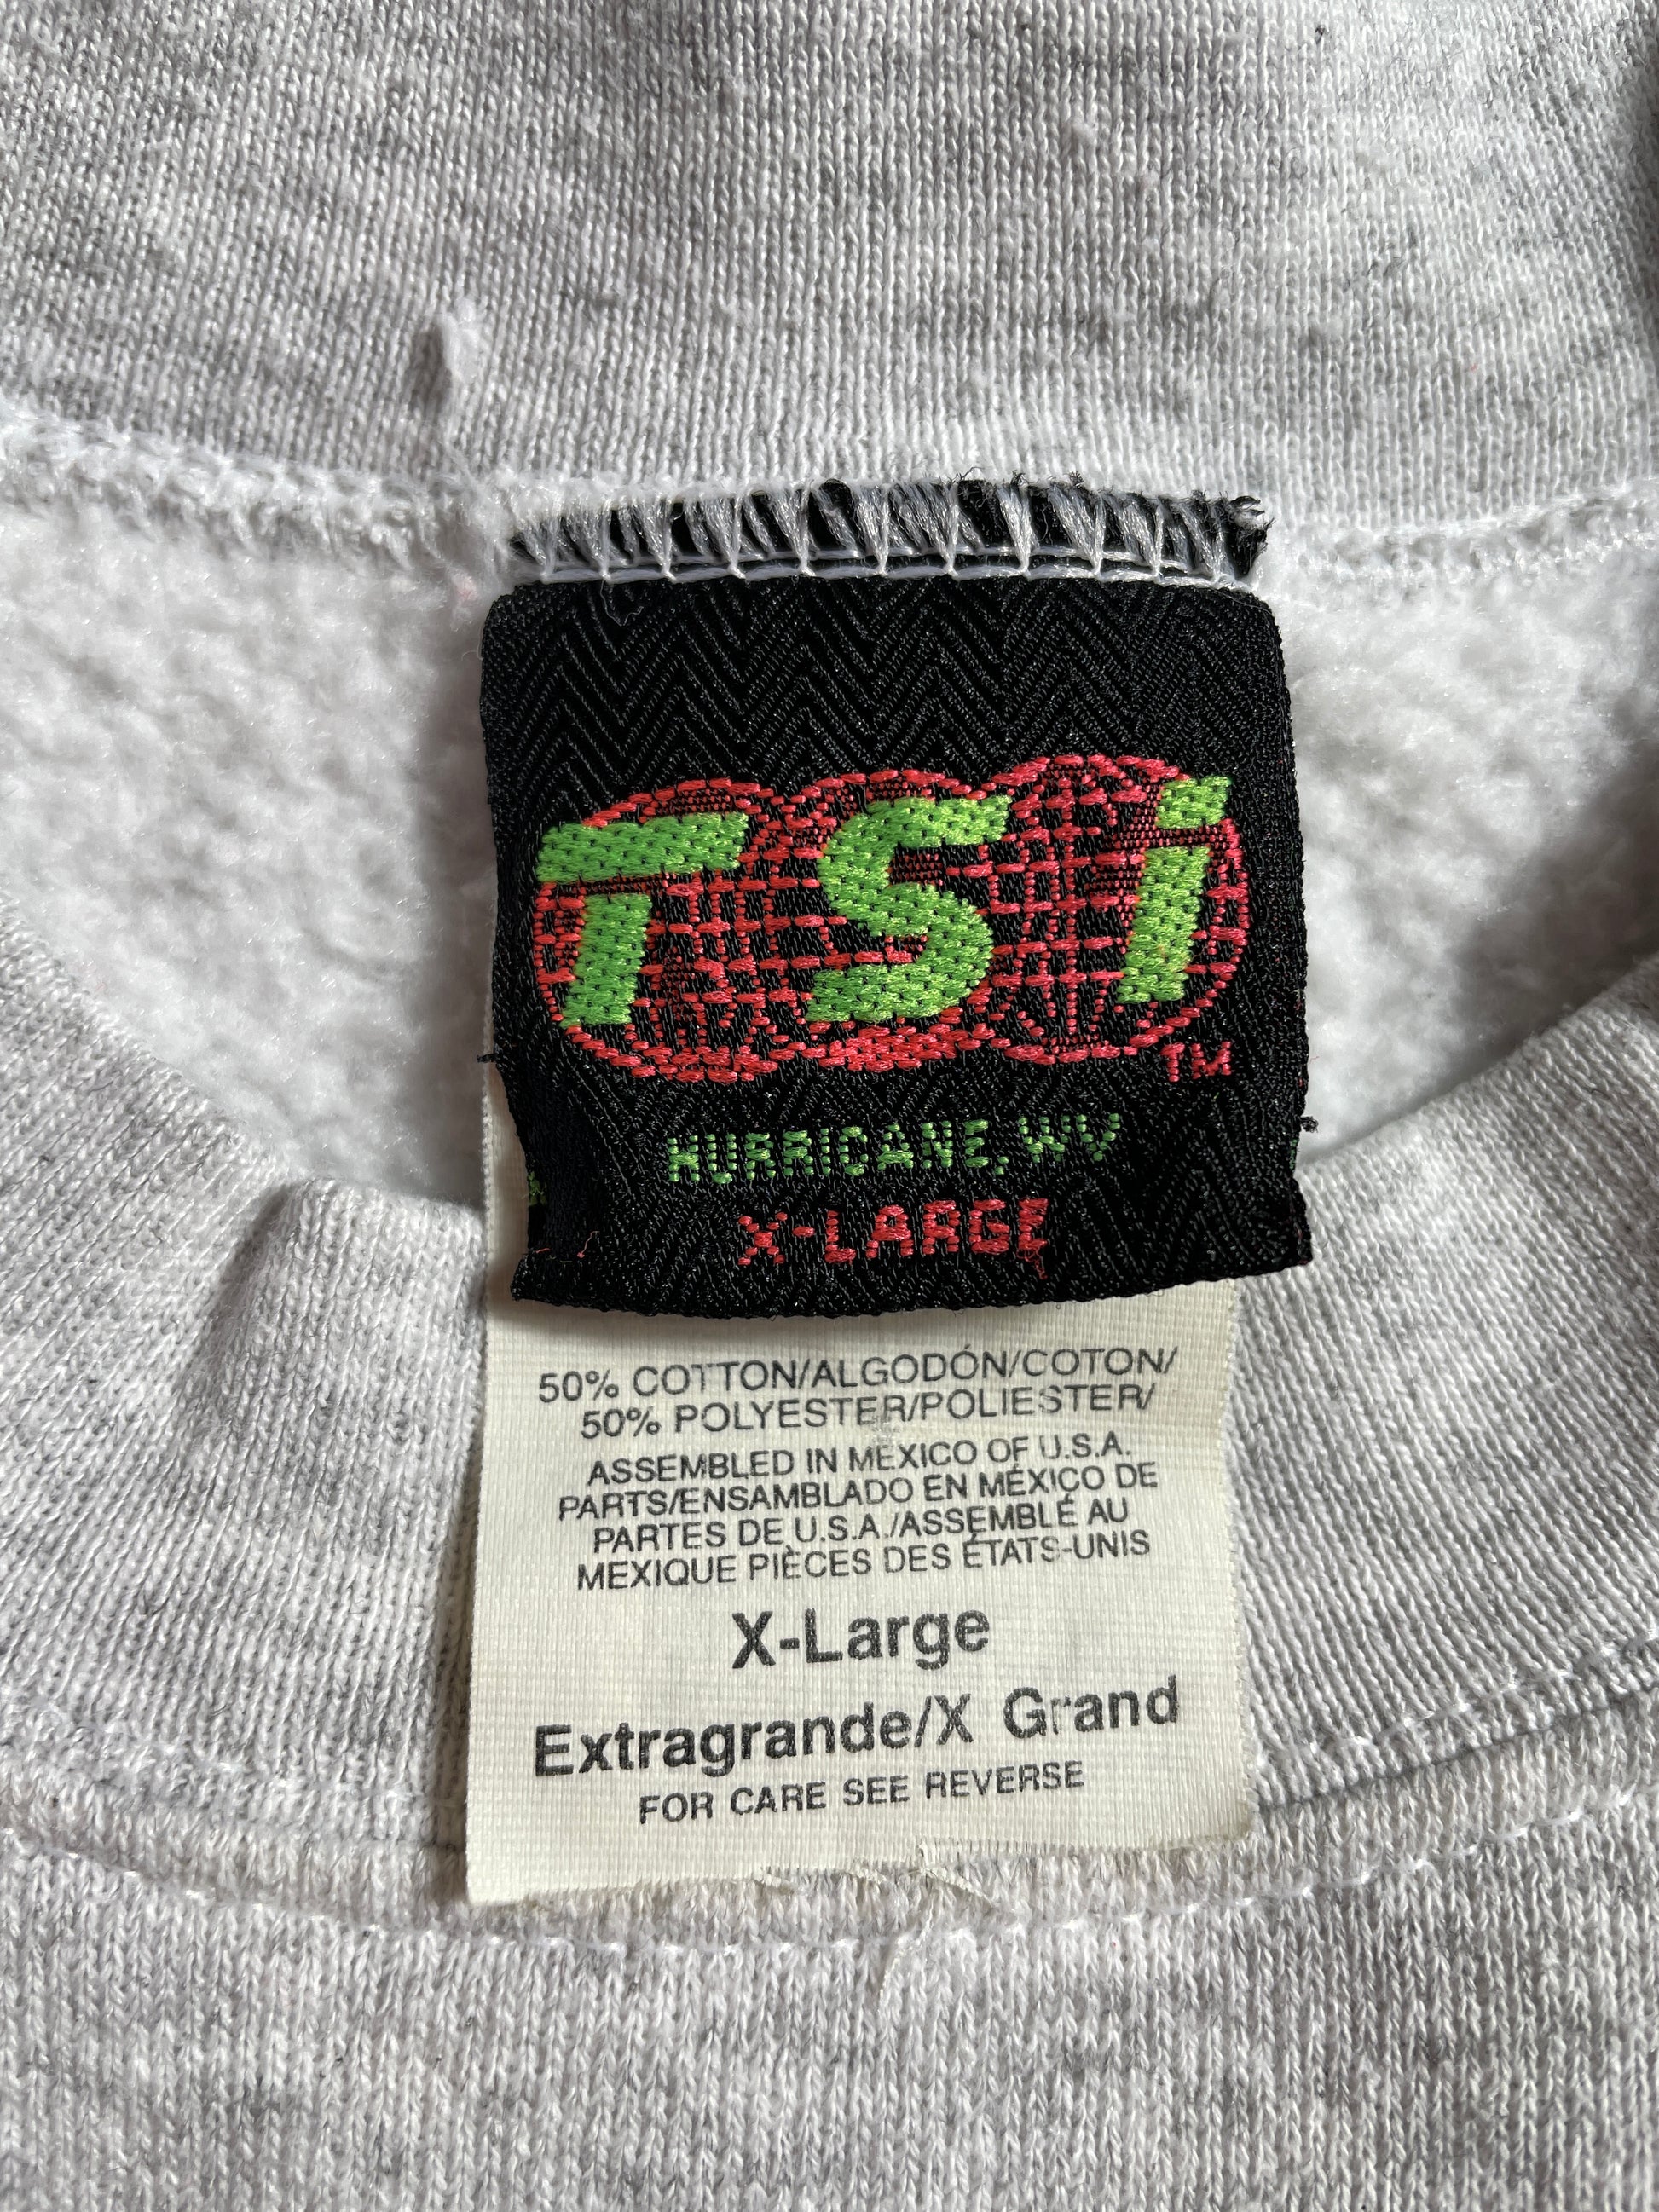 TSi
TM
HURRICANE, WV
X-LARGE
50% COTTON/ALGODÓN/COTON/
50% POLYESTER/POLIESTER/
ASSEMBLED IN MEXICO OF U.S.A.
PARTS/ENSAMBLADO EN MÉXICO DE
PARTES DE U.S.A./ASSEMBLÉ AU
MEXIQUE PIÈCES DES ÉTATS-UNIS
X-Large
Extragrande/X Grand
FOR CARE SEE REVERSE